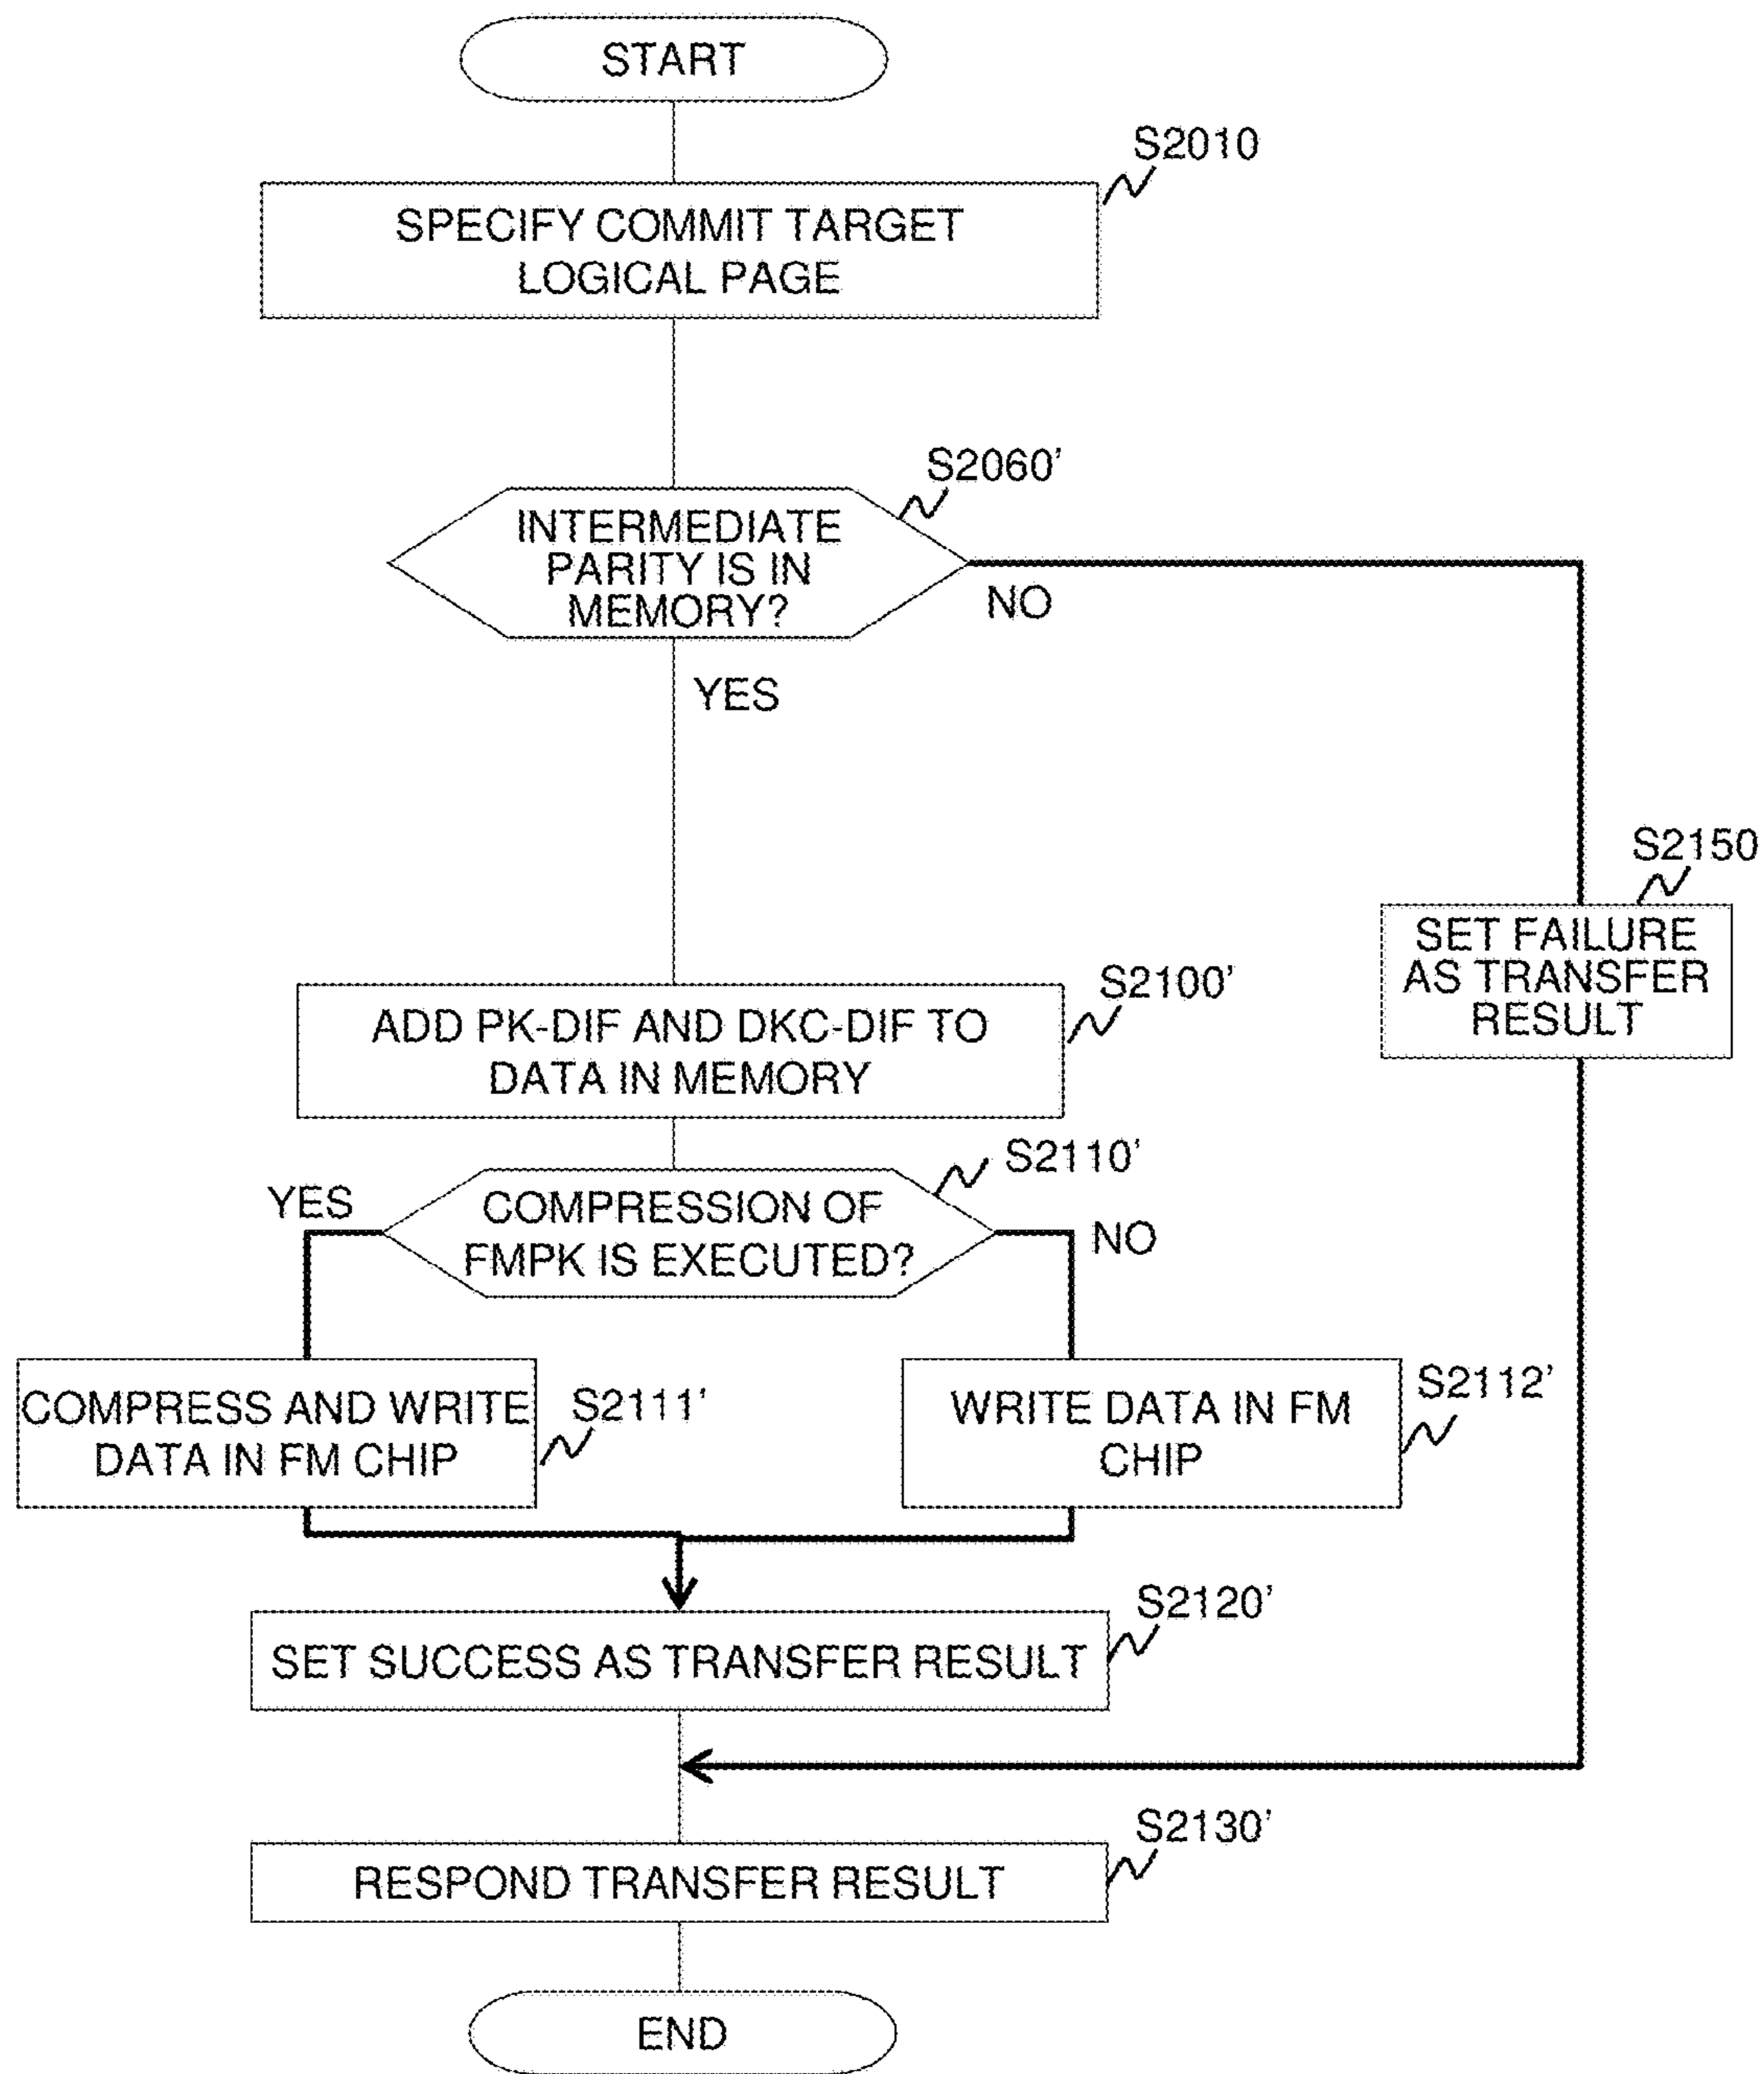 START
S2010
SPECIFY COMMIT TARGET
LOGICAL PAGE
S2060'
INTERMEDIATE
PARITY IS IN
MEMORY?
NO
YES
S2150
SET FAILURE
AS TRANSFER
RESULT
S2100'
ADD PK-DIF AND DKC-DIF TO
DATA IN MEMORY
S2110'
YES
COMPRESSION OF
FMPK IS EXECUTED?
NO
COMPRESS AND WRITE
DATA IN FM CHIP
S2111'
WRITE DATA IN FM
CHIP
S2112'
S2120'
SET SUCCESS AS TRANSFER RESULT
S2130'
RESPOND TRANSFER RESULT
END